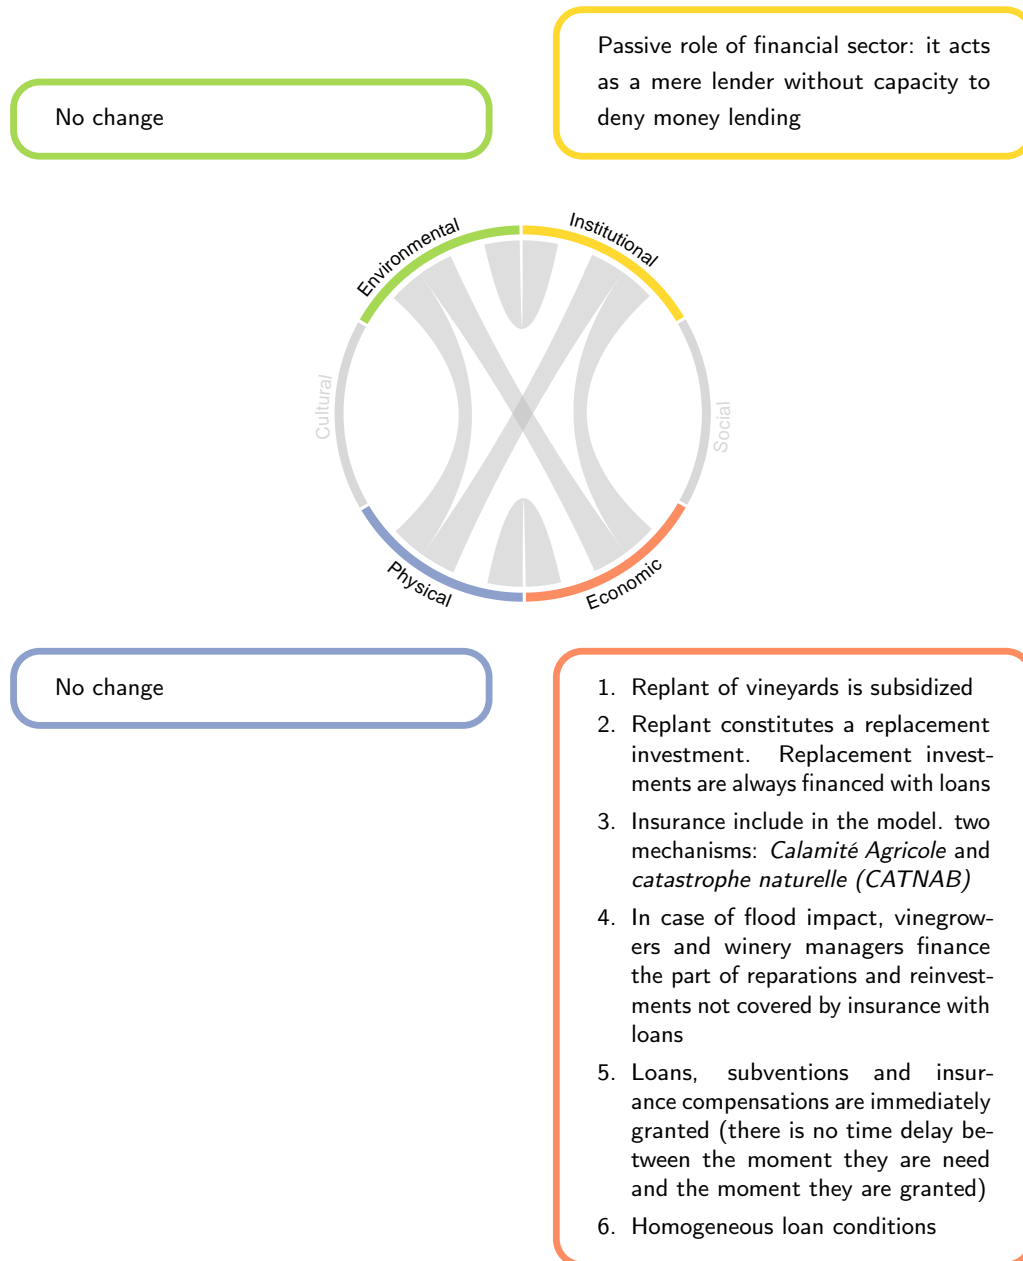 Passive role of financial sector: it acts
as a mere lender without capacity to
deny money lending
No change
Environmental
Institutional
Cultural
Social
Physical
Economic
No change
1. Replant of vineyards is subsidized
2. Replant constitutes a replacement
investment. Replacement invest-
ments are always financed with loans
3. Insurance include in the model. two
mechanisms: Calamité Agricole and
catastrophe naturelle (CATNAB)
4. In case of flood impact, vinegrow-
ers and winery managers finance
the part of reparations and reinvest-
ments not covered by insurance with
loans
5. Loans, subventions and insur-
ance compensations are immediately
granted (there is no time delay be-
tween the moment they are need
and the moment they are granted)
6. Homogeneous loan conditions